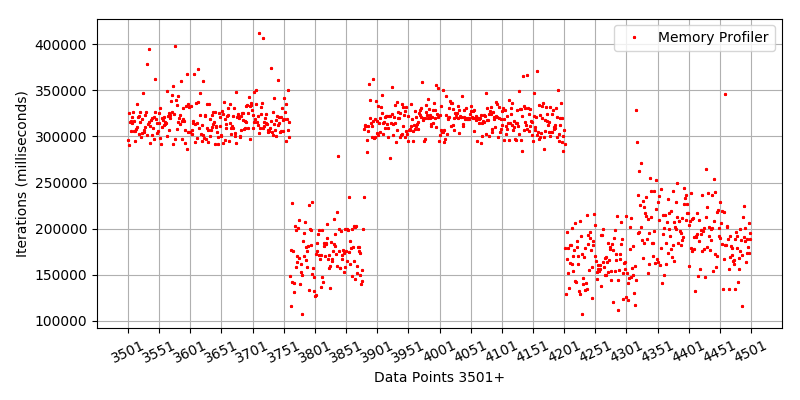 Memory Profiler
Iterations (milliseconds)
400000
350000
300000
250000
200000
150000
100000
3501 3551 3601 3651 3701 3751 3801 3851 3901 3951 4001 4051 4101 4151 4201 4251 4301 4351 4401 4451 4501
Data Points 3501+